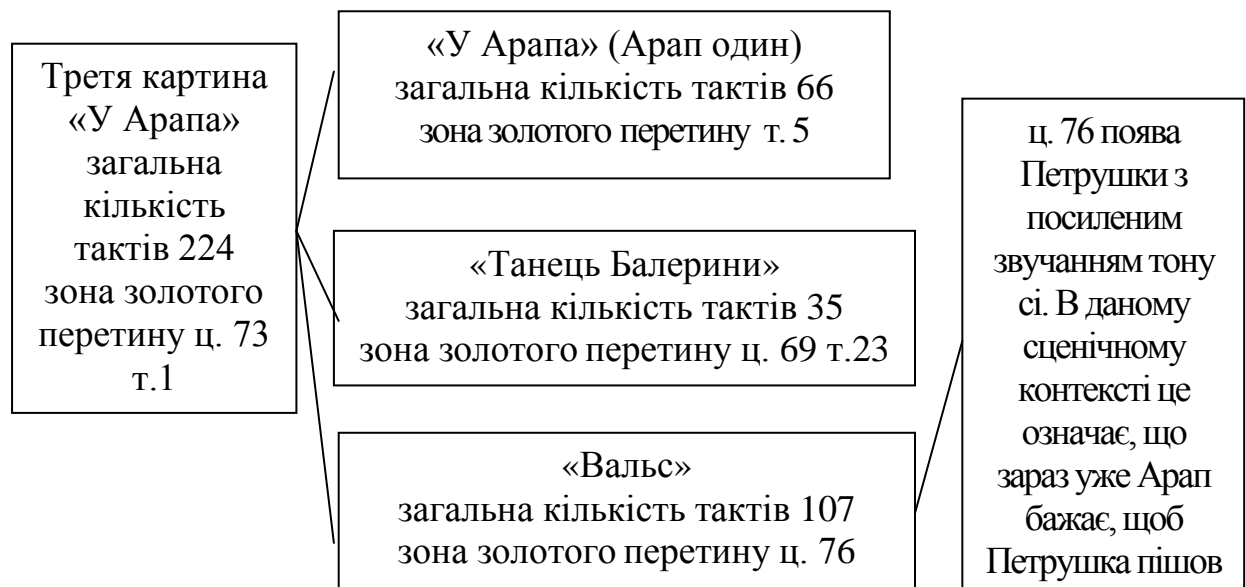 Третя картина
«У Арапа»
загальна
кількість
тактів 224
зона золотого
перетину ц. 73
т.1
«У Арапа» (Арап один)
загальна кількість тактів 66
зона золотого перетину т. 5
«Танець Балерини»
загальна кількість тактів 35
зона золотого перетину ц. 69 т.23
«Вальс»
загальна кількість тактів 107
зона золотого перетину ц. 76
ц. 76 поява
Петрушки з
посиленим
звучанням тону
сі. В даному
сценічному
контексті це
означає, що
зараз уже Арап
бажає, щоб
Петрушка пішов